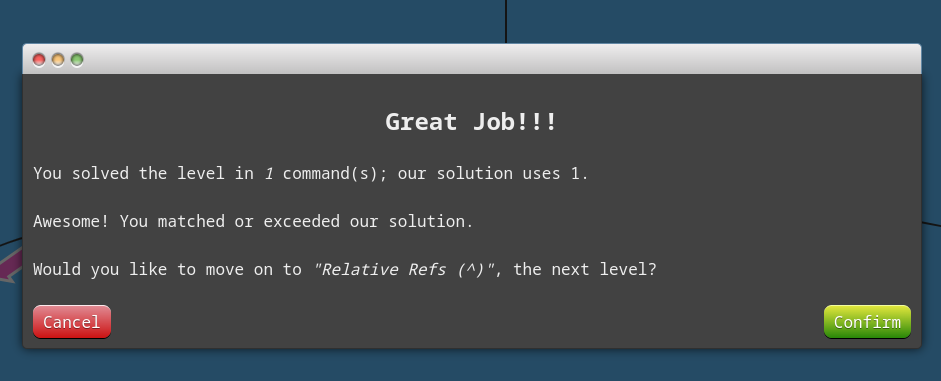 Great Job!!!
You solved the level in 1 command(s); our solution uses 1.
Awesome! You matched or exceeded our solution.
Would you like to move on to "Relative Refs (^)", the next level?
Cancel
Confirm